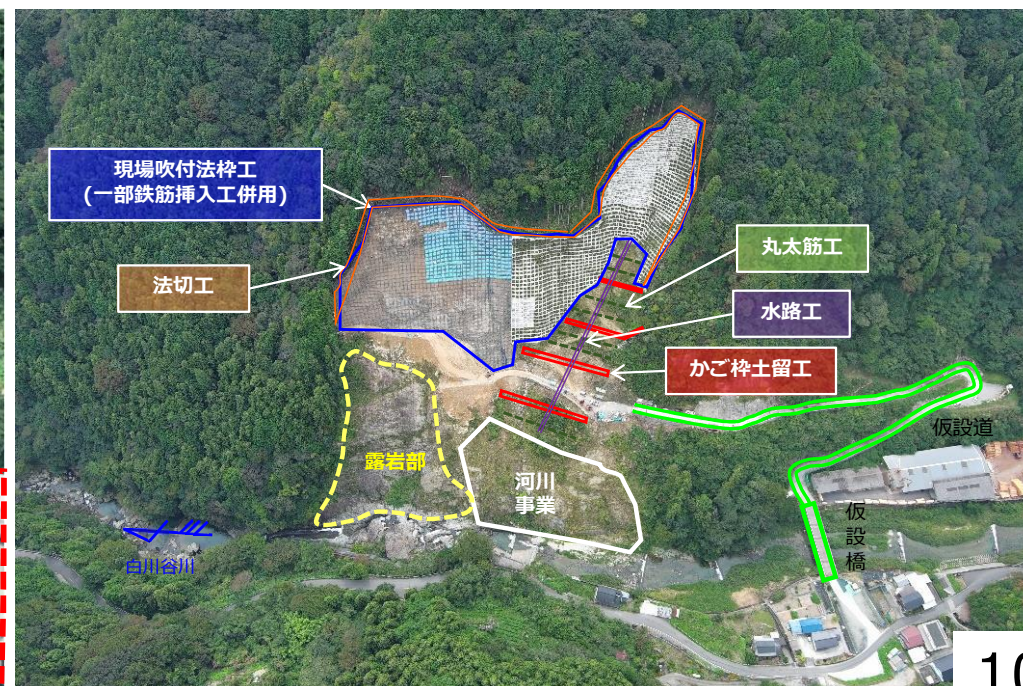 現場吹付法枠工
(一部鉄筋挿入工併用)
法切工
丸太筋工
水路工
かご枠土留工
仮設道
露岩部
河川
事業
仮設橋
白川谷川
10